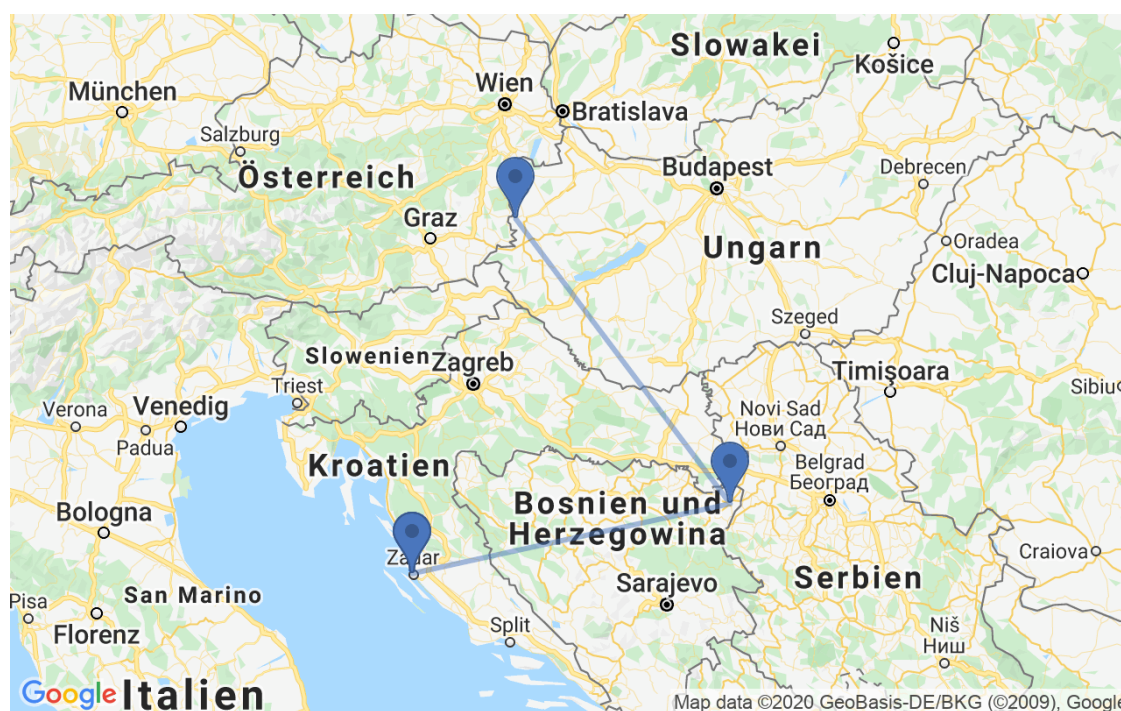 Slowakei
Košice
Wien
München
Bratislava
Salzburg
Budapest
Debrecen
Österreich
Graz
Ungarn
Oradea
Cluj-Napoca
Szeged
Slowenien
Zagreb
Timișoara
Triest
Sibiu
Verona
Venedig
Novi Sad
Нови Сад
Padua
Kroatien
Belgrad
Београд
Bosnien und
Herzegowina
Bologna
Zadar
Craiova
Serbien
Sarajevo
San Marino
Pisa
Florenz
Split
Niš
Ниш
Google
Italien
Map data ©2020 GeoBasis-DE/BKG (©2009), Google